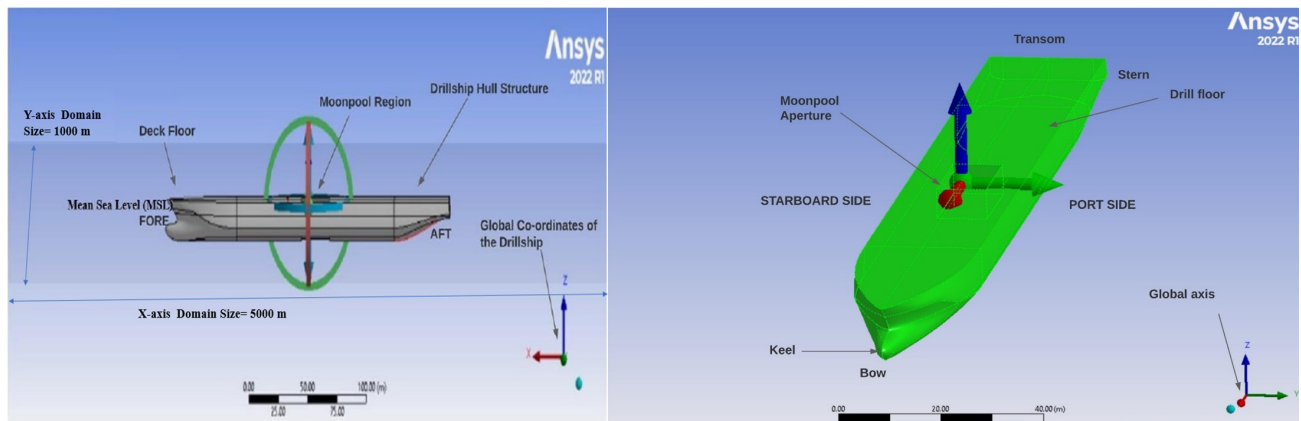 Ansys
2022 R1
Drillship Hull Structure
Moonpool Region
Y-axis Domain
Size= 1000 m
Deck Floor
Mean Sea Level (MSL)
FORE
AFT
Global Co-ordinates of
the Drillship
Z
X-axis Domain Size= 5000 m
X
0.00 50.00 100.00 (m)
25.00 75.00
Ansys
2022 R1
Transom
Stern
Drill floor
Moonpool
Aperture
STARBOARD SIDE
PORT SIDE
Global axis
Keel
Bow
Z
Y
0.00 20.00 40.00 (m)